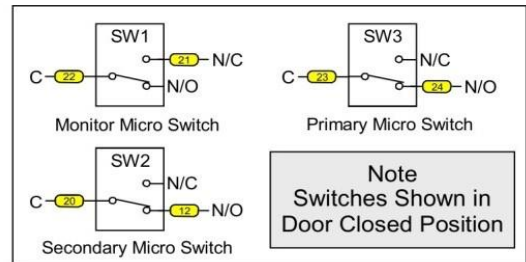 SW1
C 22 21 N/C
N/O
Monitor Micro Switch
SW3
N/C
C 23 24 N/O
Primary Micro Switch
SW2
N/C
C 20 12 N/O
Secondary Micro Switch
Note
Switches Shown in
Door Closed Position